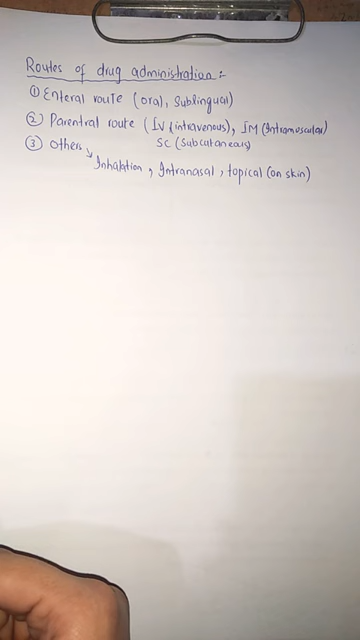 Routes of drug administration :-
① Enteral route (oral, Sublingual)
② Parentral route (IV (intravenous), IM (Intramuscular)
SC (Subcutaneous)
③ others
Inhalation, Intranasal, topical (on skin)